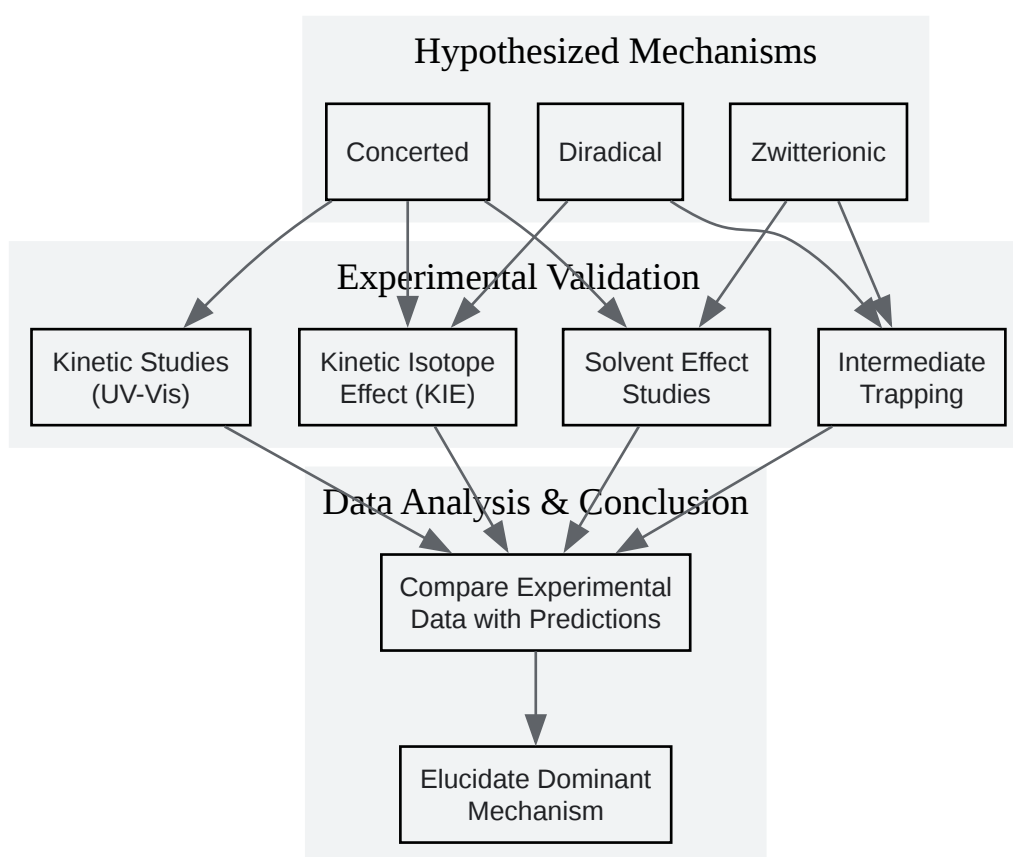 Hypothesized Mechanisms
Concerted
Diradical
Zwitterionic
Experimental Validation
Kinetic Studies
(UV-Vis)
Kinetic Isotope
Effect (KIE)
Solvent Effect
Studies
Intermediate
Trapping
Data Analysis & Conclusion
Compare Experimental
Data with Predictions
Elucidate Dominant
Mechanism